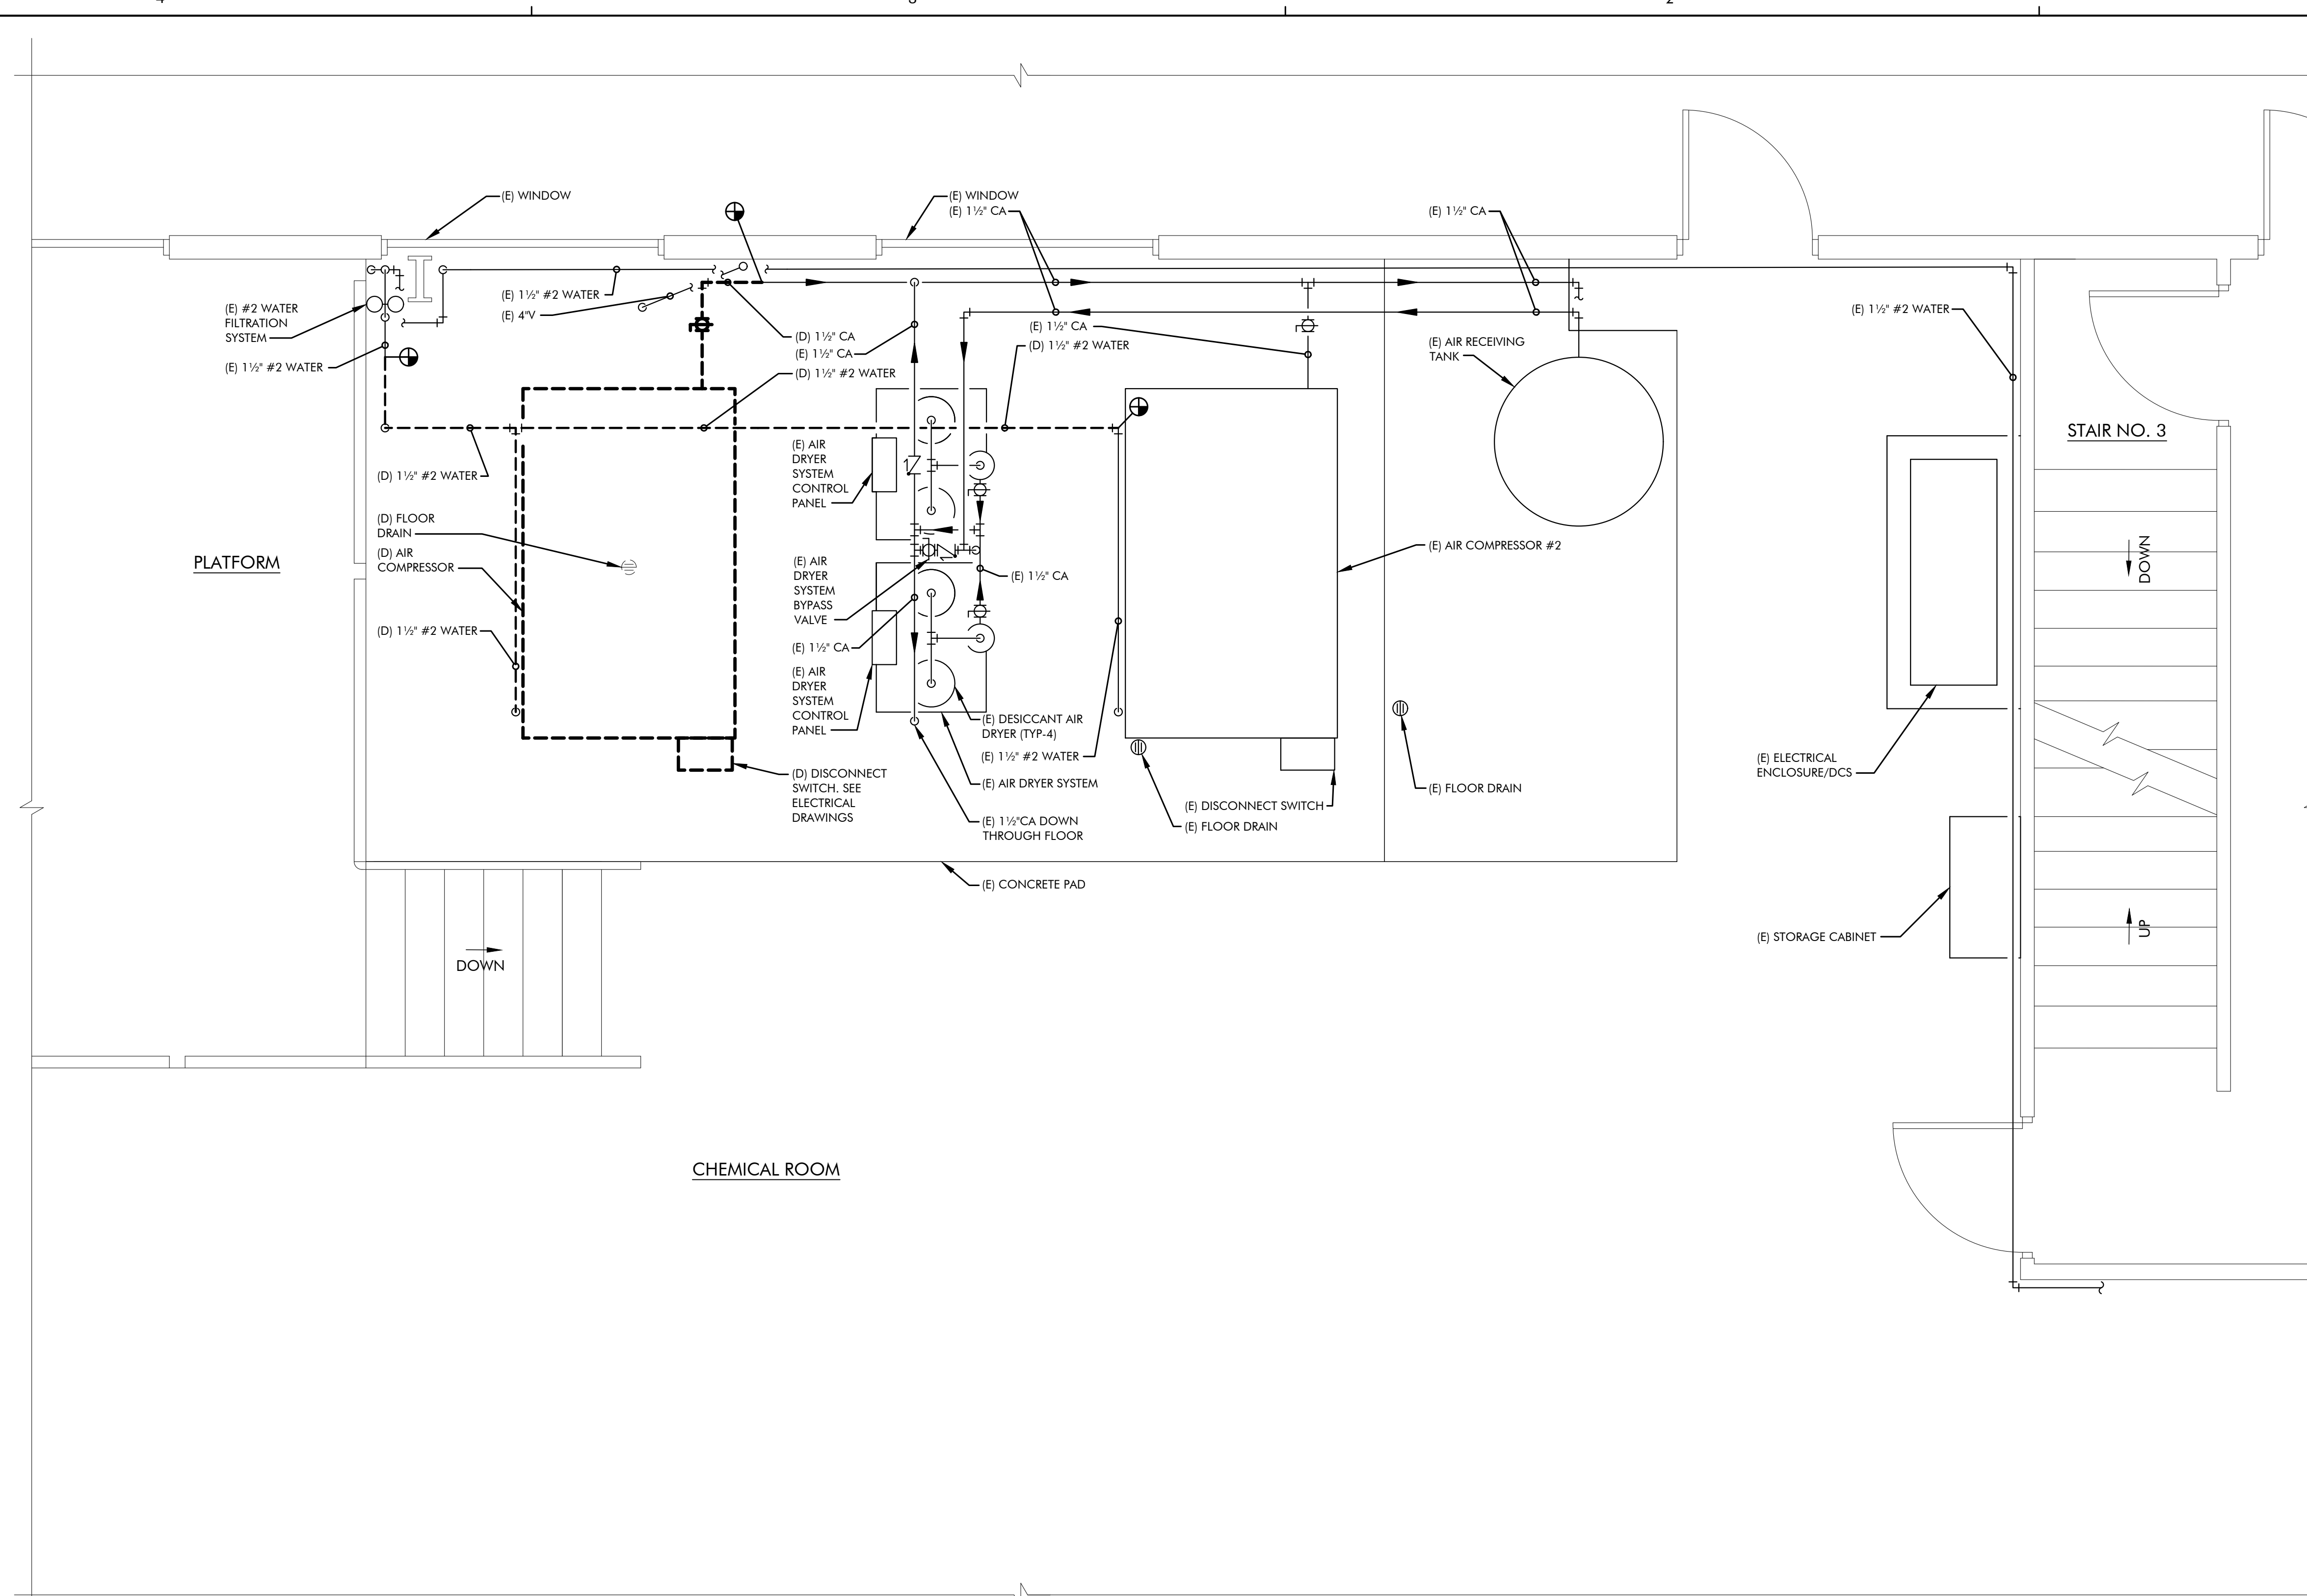 (E) WINDOW
(E) WINDOW
(E) 1½" CA
(E) 1½" CA
(E) 1½" #2 WATER
(E) 4"V
(E) #2 WATER
FILTRATION
SYSTEM
(E) 1½" #2 WATER
(D) 1½" CA
(E) 1½" CA
(D) 1½" #2 WATER
(E) 1½" CA
(D) 1½" #2 WATER
(E) AIR RECEIVING
TANK
(E) 1½" #2 WATER
STAIR NO. 3
(D) 1½" #2 WATER
(E) AIR
DRYER
SYSTEM
CONTROL
PANEL
(D) FLOOR
DRAIN
(D) AIR
COMPRESSOR
PLATFORM
(E) AIR
DRYER
SYSTEM
BYPASS
VALVE
(E) 1½" CA
(E) AIR COMPRESSOR #2
DOWN
(D) 1½" #2 WATER
(E) 1½" CA
(E) AIR
DRYER
SYSTEM
CONTROL
PANEL
(E) DESICCANT AIR
DRYER (TYP-4)
(E) 1½" #2 WATER
(E) AIR DRYER SYSTEM
(D) DISCONNECT
SWITCH. SEE
ELECTRICAL
DRAWINGS
(E) 1½"CA DOWN
THROUGH FLOOR
(E) DISCONNECT SWITCH
(E) FLOOR DRAIN
(E) FLOOR DRAIN
(E) ELECTRICAL
ENCLOSURE/DCS
(E) CONCRETE PAD
(E) STORAGE CABINET
UP
DOWN
CHEMICAL ROOM